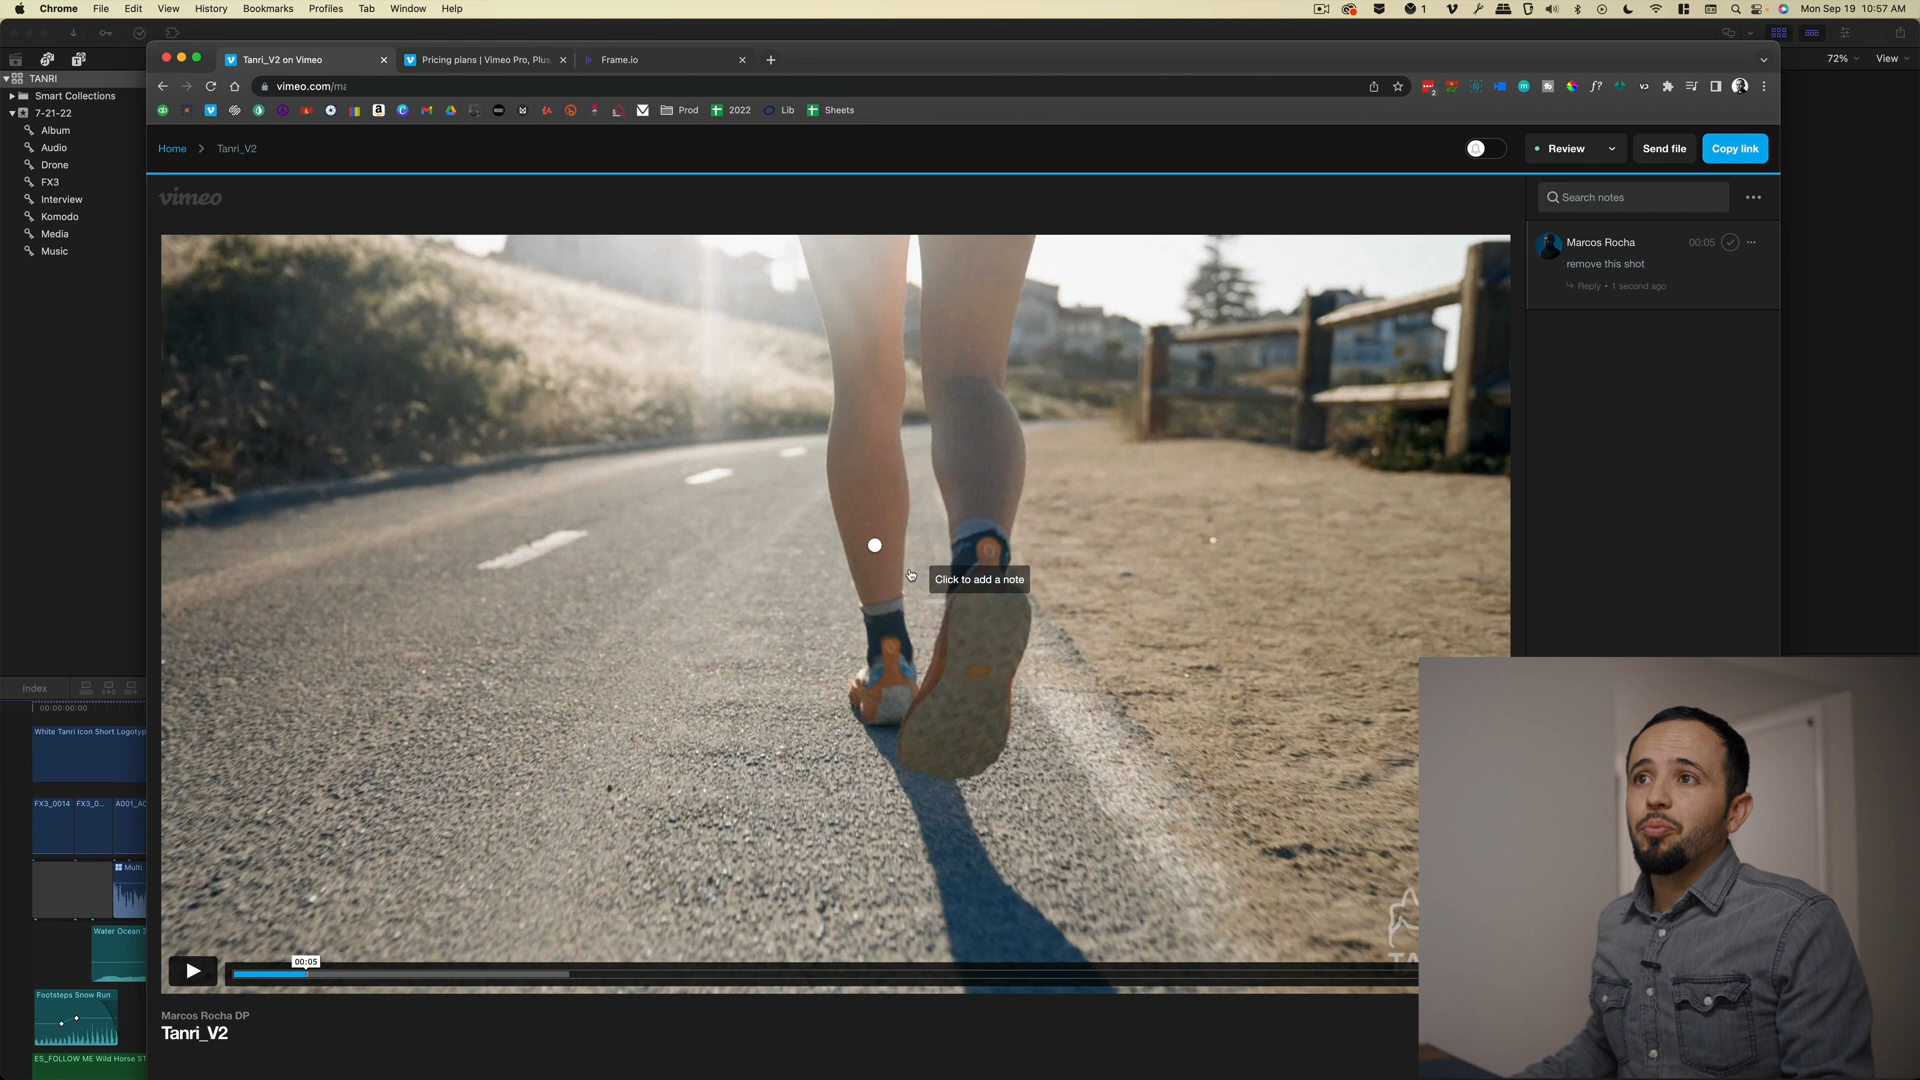 Chrome File Edit View History Bookmarks Profiles Tab Window Help
1
Mon Sep 19 10:57 AM
72% View
TANRI
Smart Collections
7-21-22
Album
Audio
Drone
FX3
Interview
Komodo
Media
Music
Tanri_V2 on Vimeo
Pricing plans | Vimeo Pro, Plus,
Frame.io
vimeo.com/ma
Prod
2022
Lib
Sheets
Home > Tanri_V2
Review
Send file
Copy link
vimeo
Search notes
Marcos Rocha 00:05
remove this shot
Reply • 1 second ago
Click to add a note
00:05
Marcos Rocha DP
Tanri_V2
Index
00:00:00:00
White Tanri Icon Short Logotyp
FX3_0014 FX3_0... A001_AC
Multi
Water Ocean 3
Footsteps Snow Run
ES_FOLLOW ME Wild Horse ST